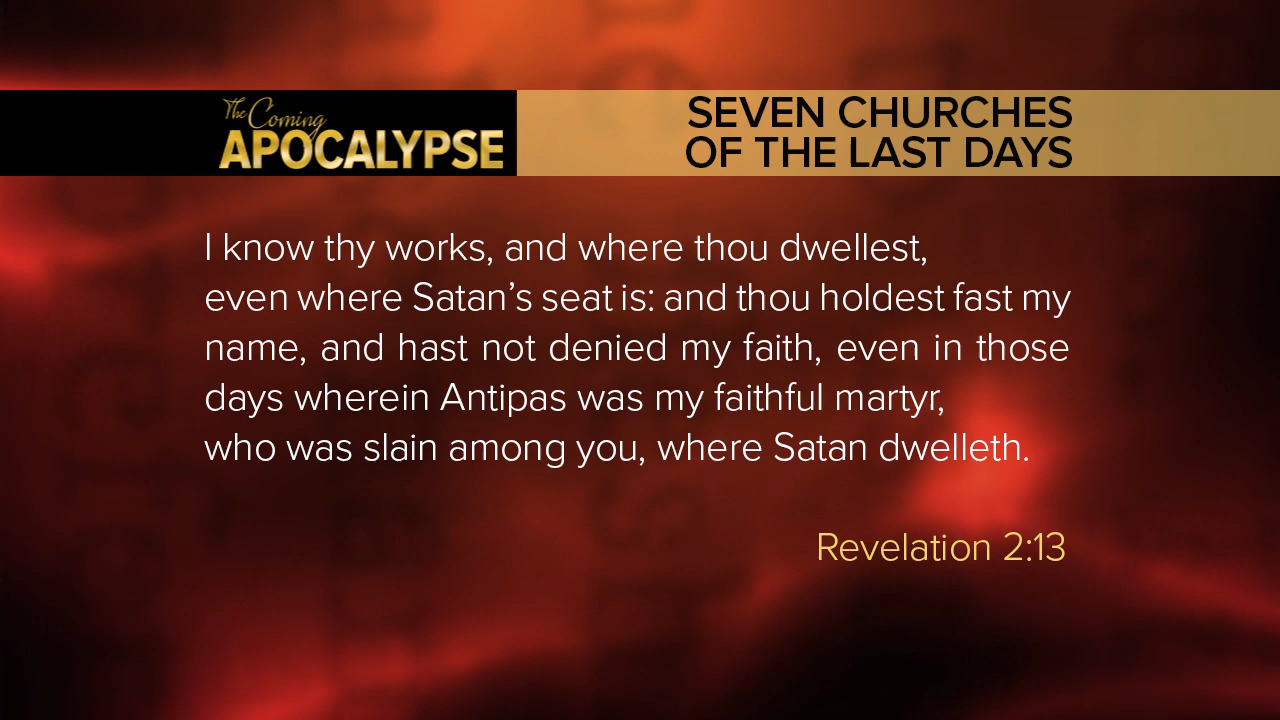 The Coming
APOCALYPSE
SEVEN CHURCHES
OF THE LAST DAYS
I know thy works, and where thou dwellest,
even where Satan’s seat is: and thou holdest fast my
name, and hast not denied my faith, even in those
days wherein Antipas was my faithful martyr,
who was slain among you, where Satan dwelleth.
Revelation 2:13